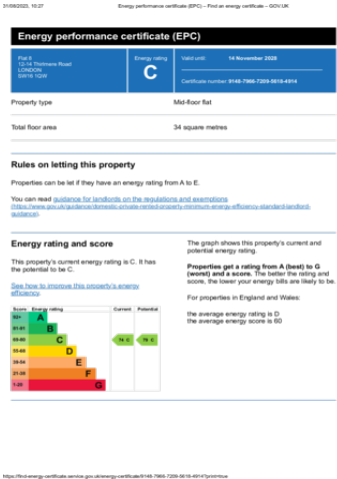 31/08/2023, 10:27 Energy performance certificate (EPC) – Find an energy certificate – GOV.UK
Energy performance certificate (EPC)
Flat 8
12-14 Thirlmere Road
LONDON
SW16 1QW
Energy rating
C
Valid until: 14 November 2028
Certificate number: 9148-7966-7209-5618-4914
Property type Mid-floor flat
Total floor area 34 square metres
Rules on letting this property
Properties can be let if they have an energy rating from A to E.
You can read guidance for landlords on the regulations and exemptions
(https://www.gov.uk/guidance/domestic-private-rented-property-minimum-energy-efficiency-standard-landlord-
guidance).
Energy rating and score
This property's current energy rating is C. It has
the potential to be C.
See how to improve this property's energy
efficiency.
Score Energy rating Current Potential
92+ A
81-91 B
69-80 C 74 C 76 C
55-68 D
39-54 E
21-38 F
1-20 G
The graph shows this property's current and
potential energy rating.
Properties get a rating from A (best) to G
(worst) and a score. The better the rating and
score, the lower your energy bills are likely to be.
For properties in England and Wales:
the average energy rating is D
the average energy score is 60
https://find-energy-certificate.service.gov.uk/energy-certificate/9148-7966-7209-5618-4914?print=true